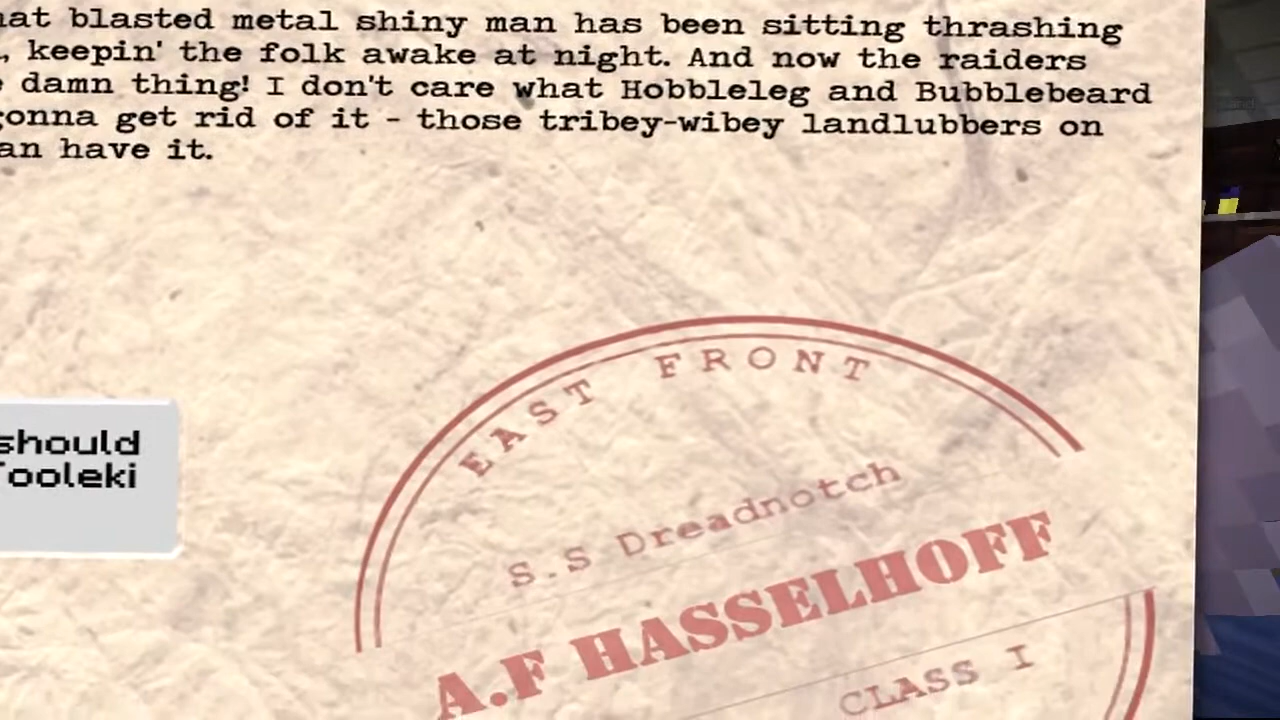 at blasted metal shiny man has been sitting thrashing
, keepin' the folk awake at night. And now the raiders
damn thing! I don't care what Hobbleleg and Bubblebeard
onna get rid of it - those tribey-wibey landlubbers on
an have it.
EAST FRONT
S.S Dreadnotch
should
Tooleki
A.F HASSELHOFF
CLASS I